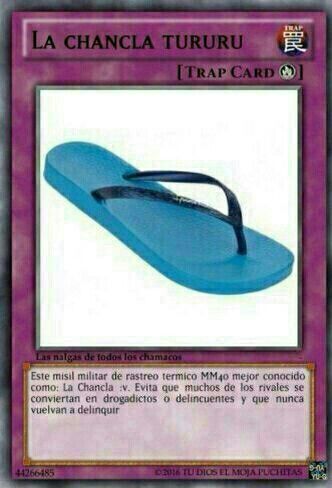 LA CHANCLA TURURU
TRAP
罠
[TRAP CARD]
Las nalgas de todos los chamacos
Este misil militar de rastreo termico MM40 mejor conocido
como: La Chancla :v. Evita que muchos de los rivales se
conviertan en drogadictos o delincuentes y que nunca
vuelvan a delinquir
44266485
©2016 TU DIOS EL MOJA PUCHITAS